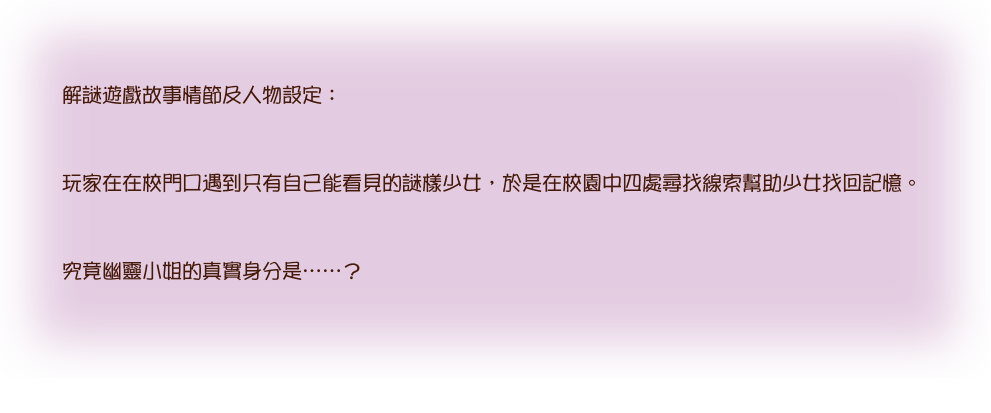 解謎遊戲故事情節及人物設定：
玩家在在校門口遇到只有自己能看見的謎樣少女，於是在校園中四處尋找線索幫助少女找回記憶。
究竟幽靈小姐的真實身分是……？